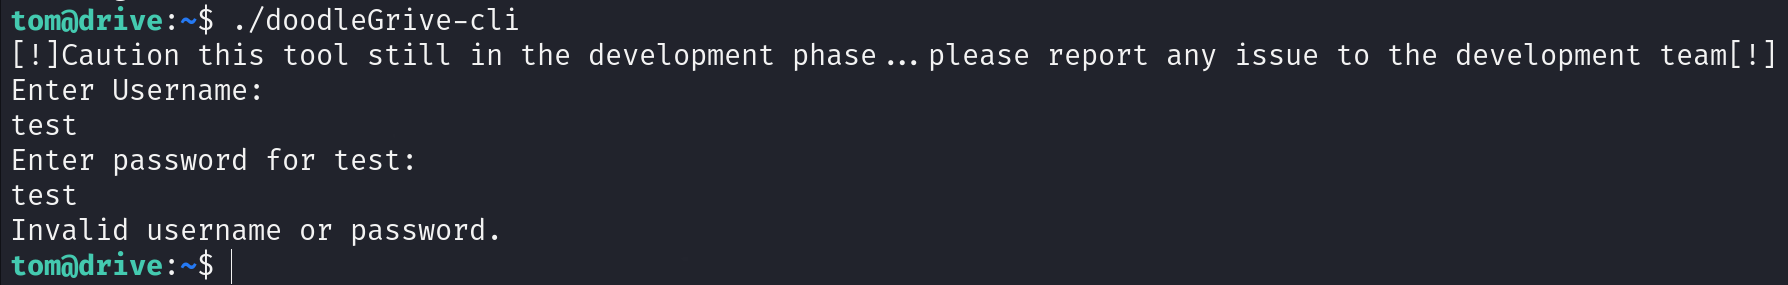 tom@drive:~$ ./doodleGrive-cli
[!]Caution this tool still in the development phase...please report any issue to the development team[!]
Enter Username:
test
Enter password for test:
test
Invalid username or password.
tom@drive:~$